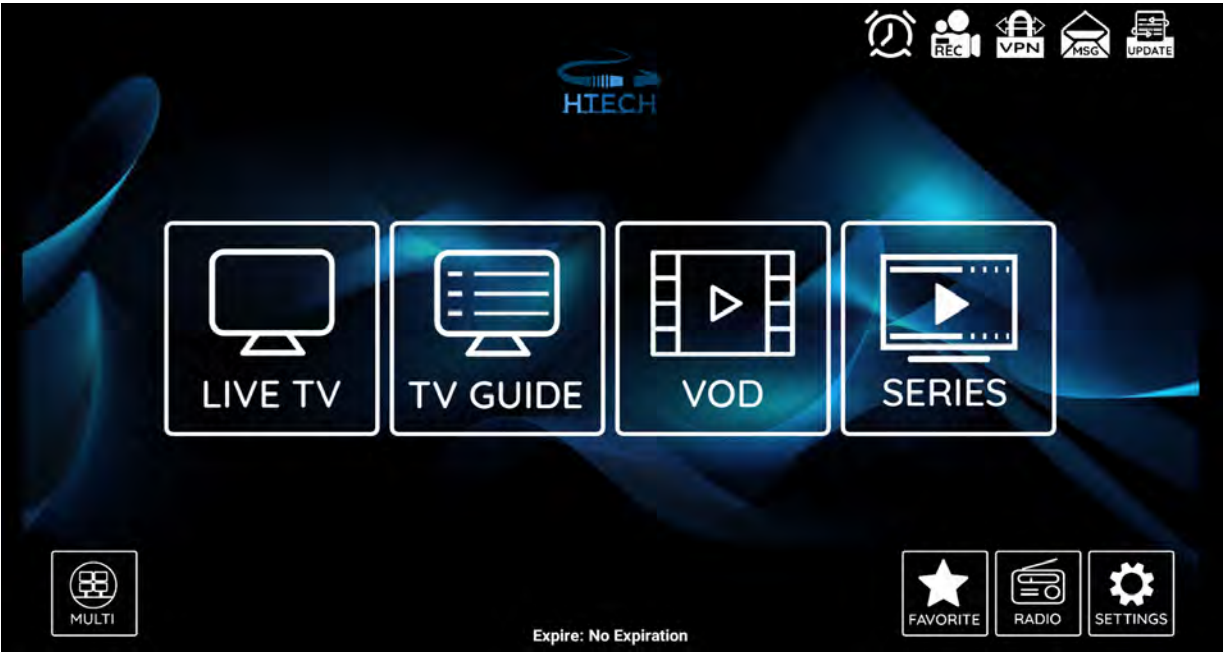 REC
VPN
MSG
UPDATE
HTECH
LIVE TV
TV GUIDE
VOD
SERIES
MULTI
FAVORITE
RADIO
SETTINGS
Expire: No Expiration